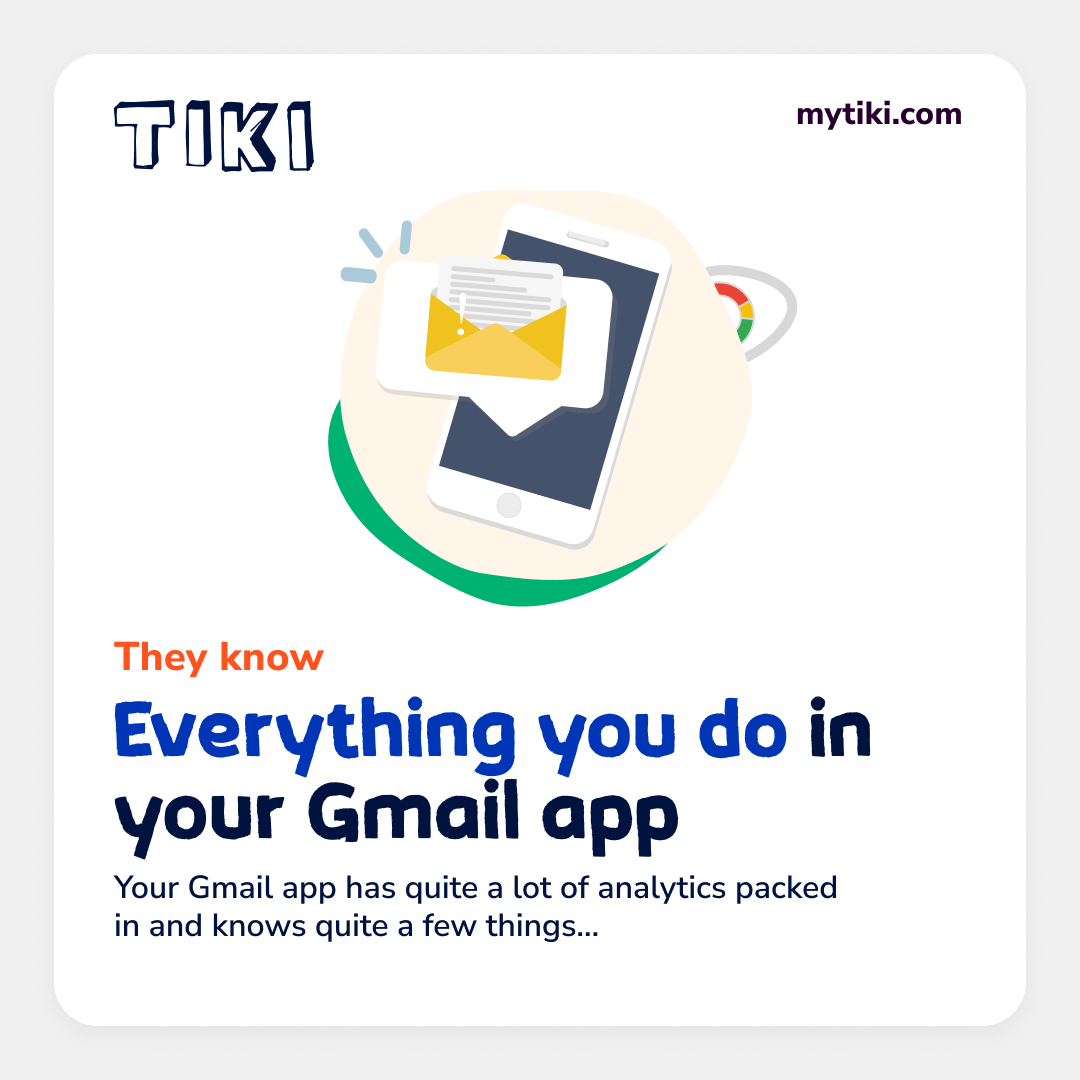 TIKI
mytiki.com
They know
Everything you do in
your Gmail app
Your Gmail app has quite a lot of analytics packed
in and knows quite a few things...